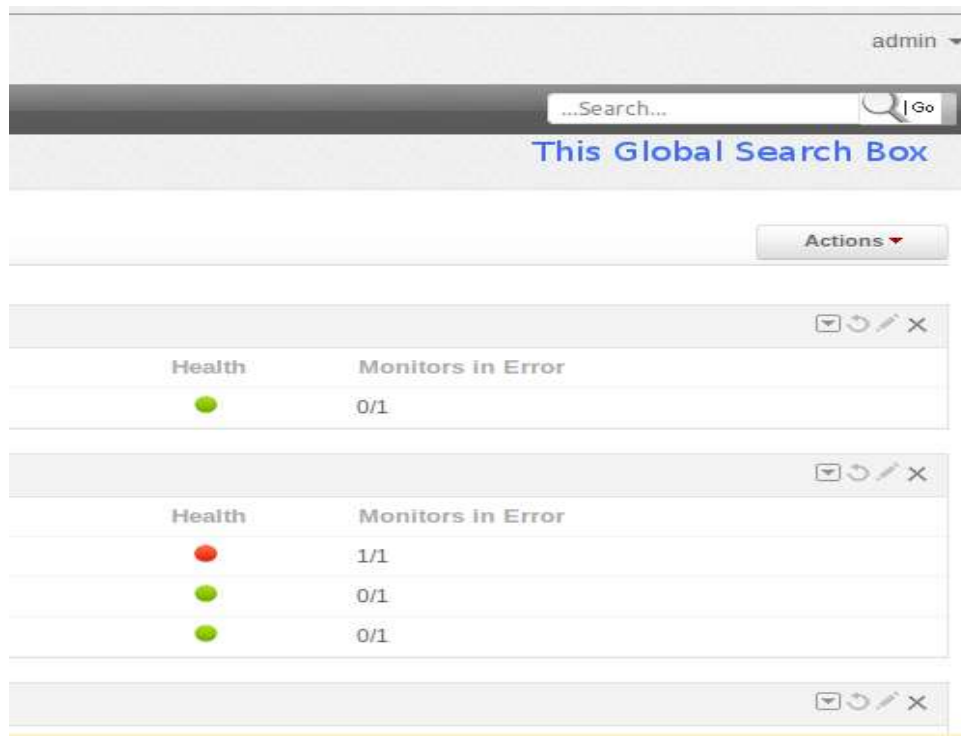 admin
...Search... | Go
This Global Search Box
Actions
Health Monitors in Error
0/1
Health Monitors in Error
1/1
0/1
0/1